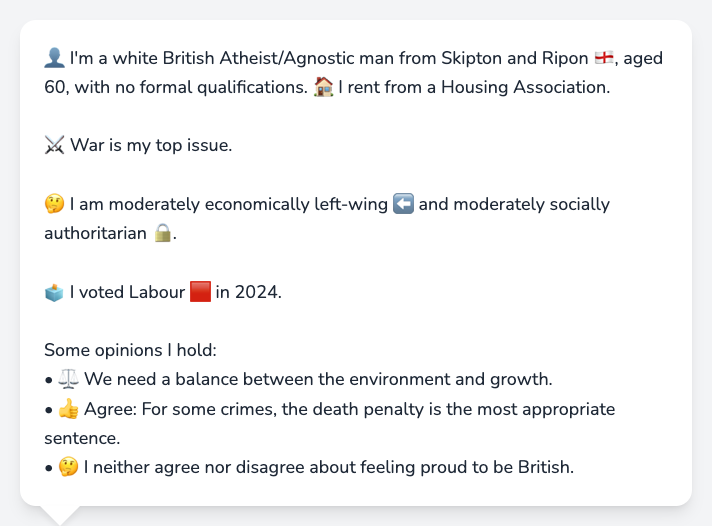 👤 I'm a white British Atheist/Agnostic man from Skipton and Ripon 🏴󠁧󠁢󠁥󠁮󠁧󠁿, aged
60, with no formal qualifications. 🏠 I rent from a Housing Association.
⚔️ War is my top issue.
🤔 I am moderately economically left-wing ⬅️ and moderately socially
authoritarian 🔒.
🗳️ I voted Labour 🟥 in 2024.
Some opinions I hold:
• ⚖️ We need a balance between the environment and growth.
• 👍 Agree: For some crimes, the death penalty is the most appropriate
sentence.
• 🤔 I neither agree nor disagree about feeling proud to be British.